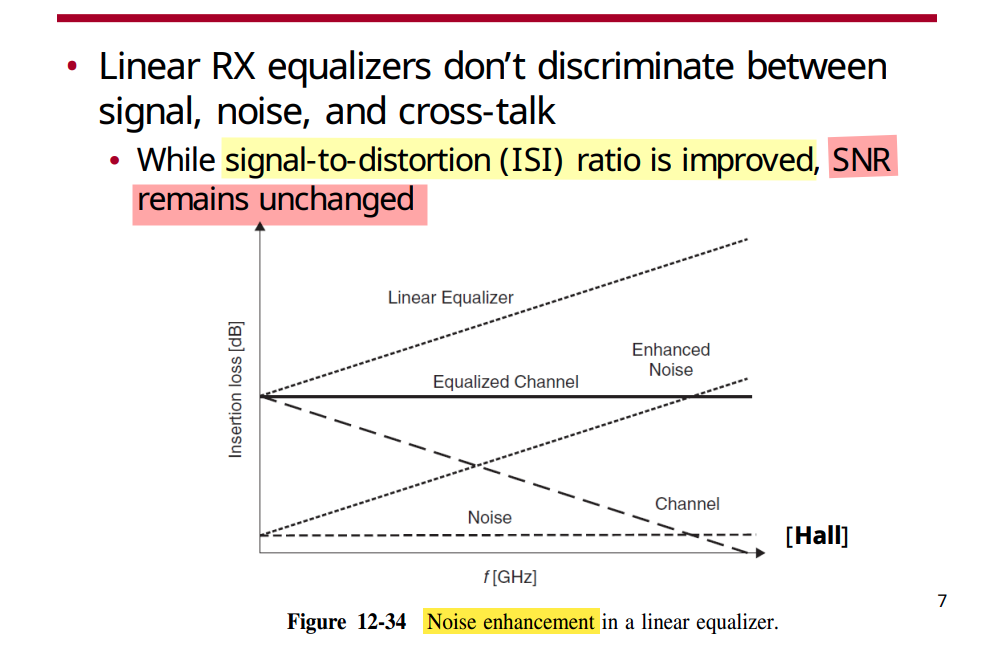 • Linear RX equalizers don’t discriminate between
signal, noise, and cross-talk
• While signal-to-distortion (ISI) ratio is improved, SNR
remains unchanged
Linear Equalizer
Enhanced
Noise
Equalized Channel
Insertion loss [dB]
Channel
Noise
[Hall]
f [GHz]
7
Figure 12-34 Noise enhancement in a linear equalizer.